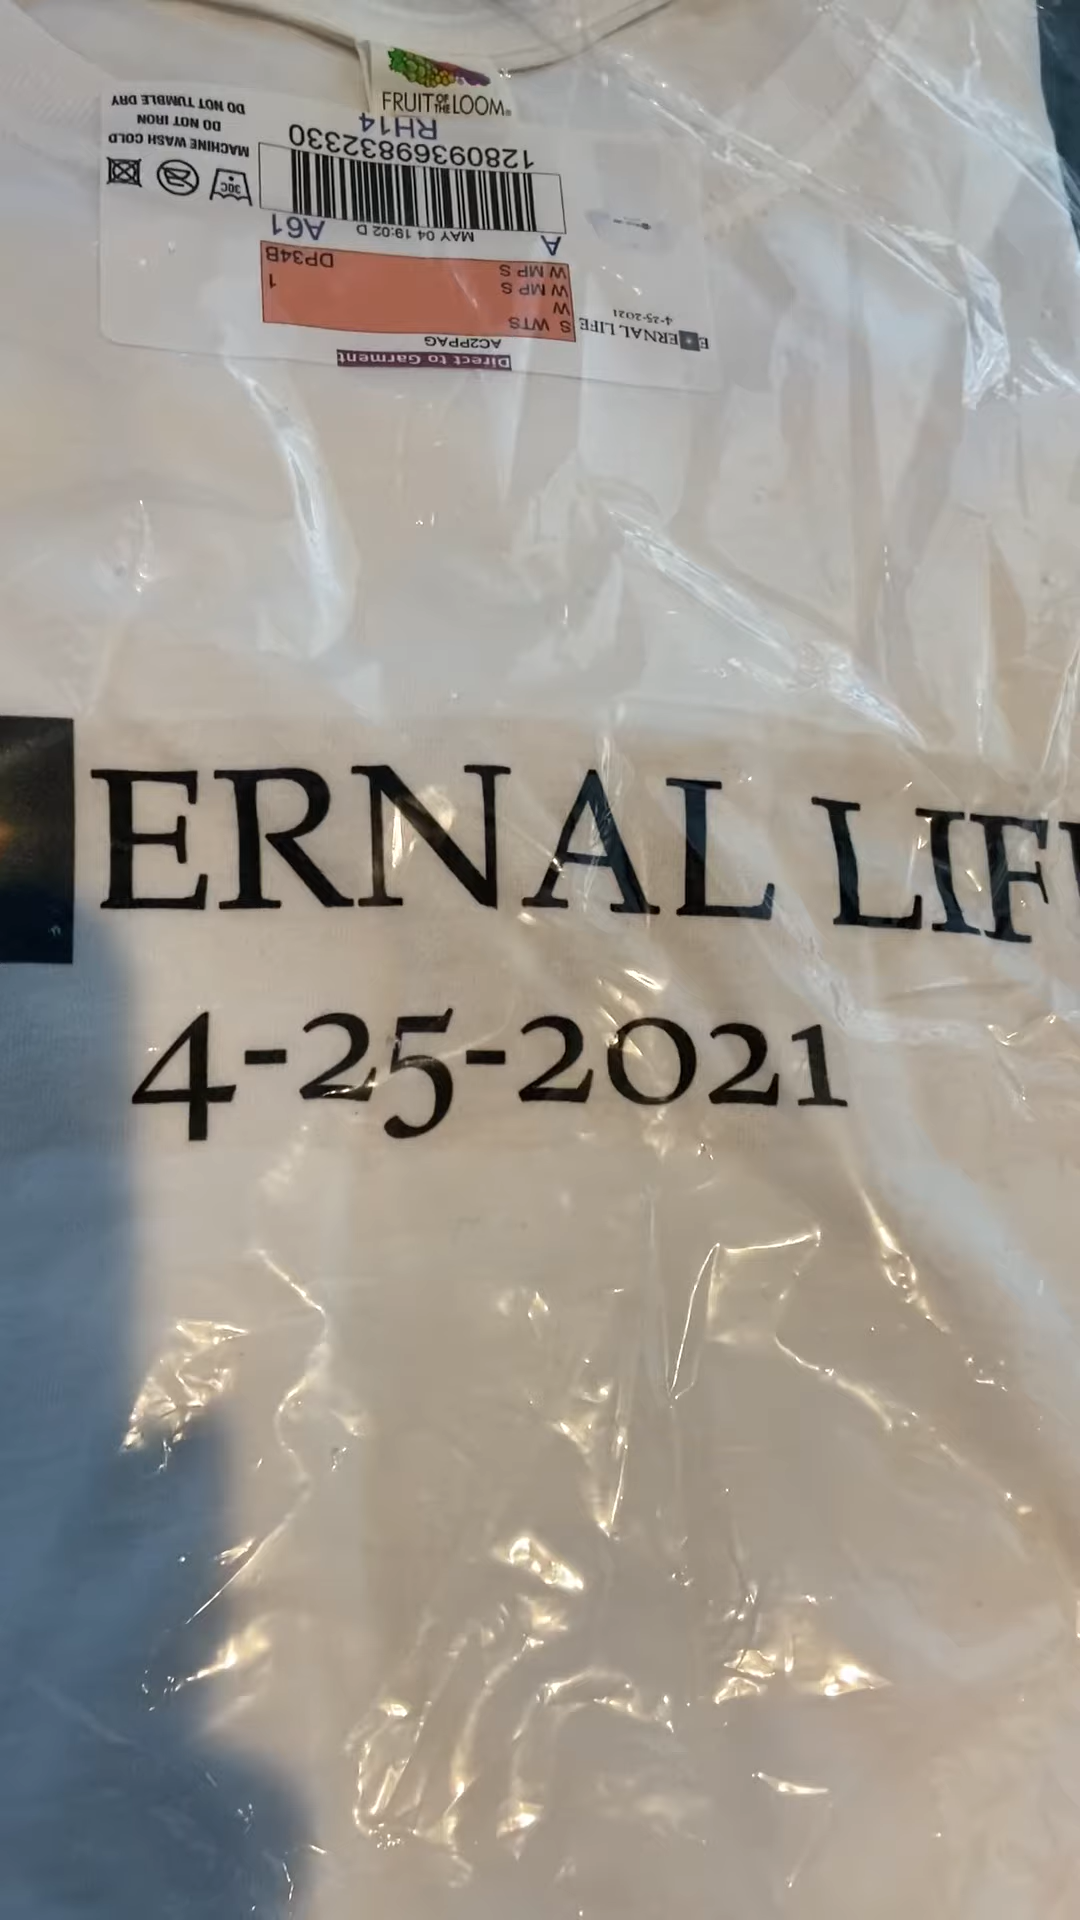 FRUIT OF THE LOOM®
Direct to Garment
AC2PPAG
S WTS
W
W MP S
1
W MP S
DP34B
E ERNAL LIFE
4-25-2021
A
MAY 04 19:02 D
A61
12809369832330
RH14
30C
MACHINE WASH COLD
DO NOT IRON
DO NOT TUMBLE DRY
ERNAL LIF
4-25-2021